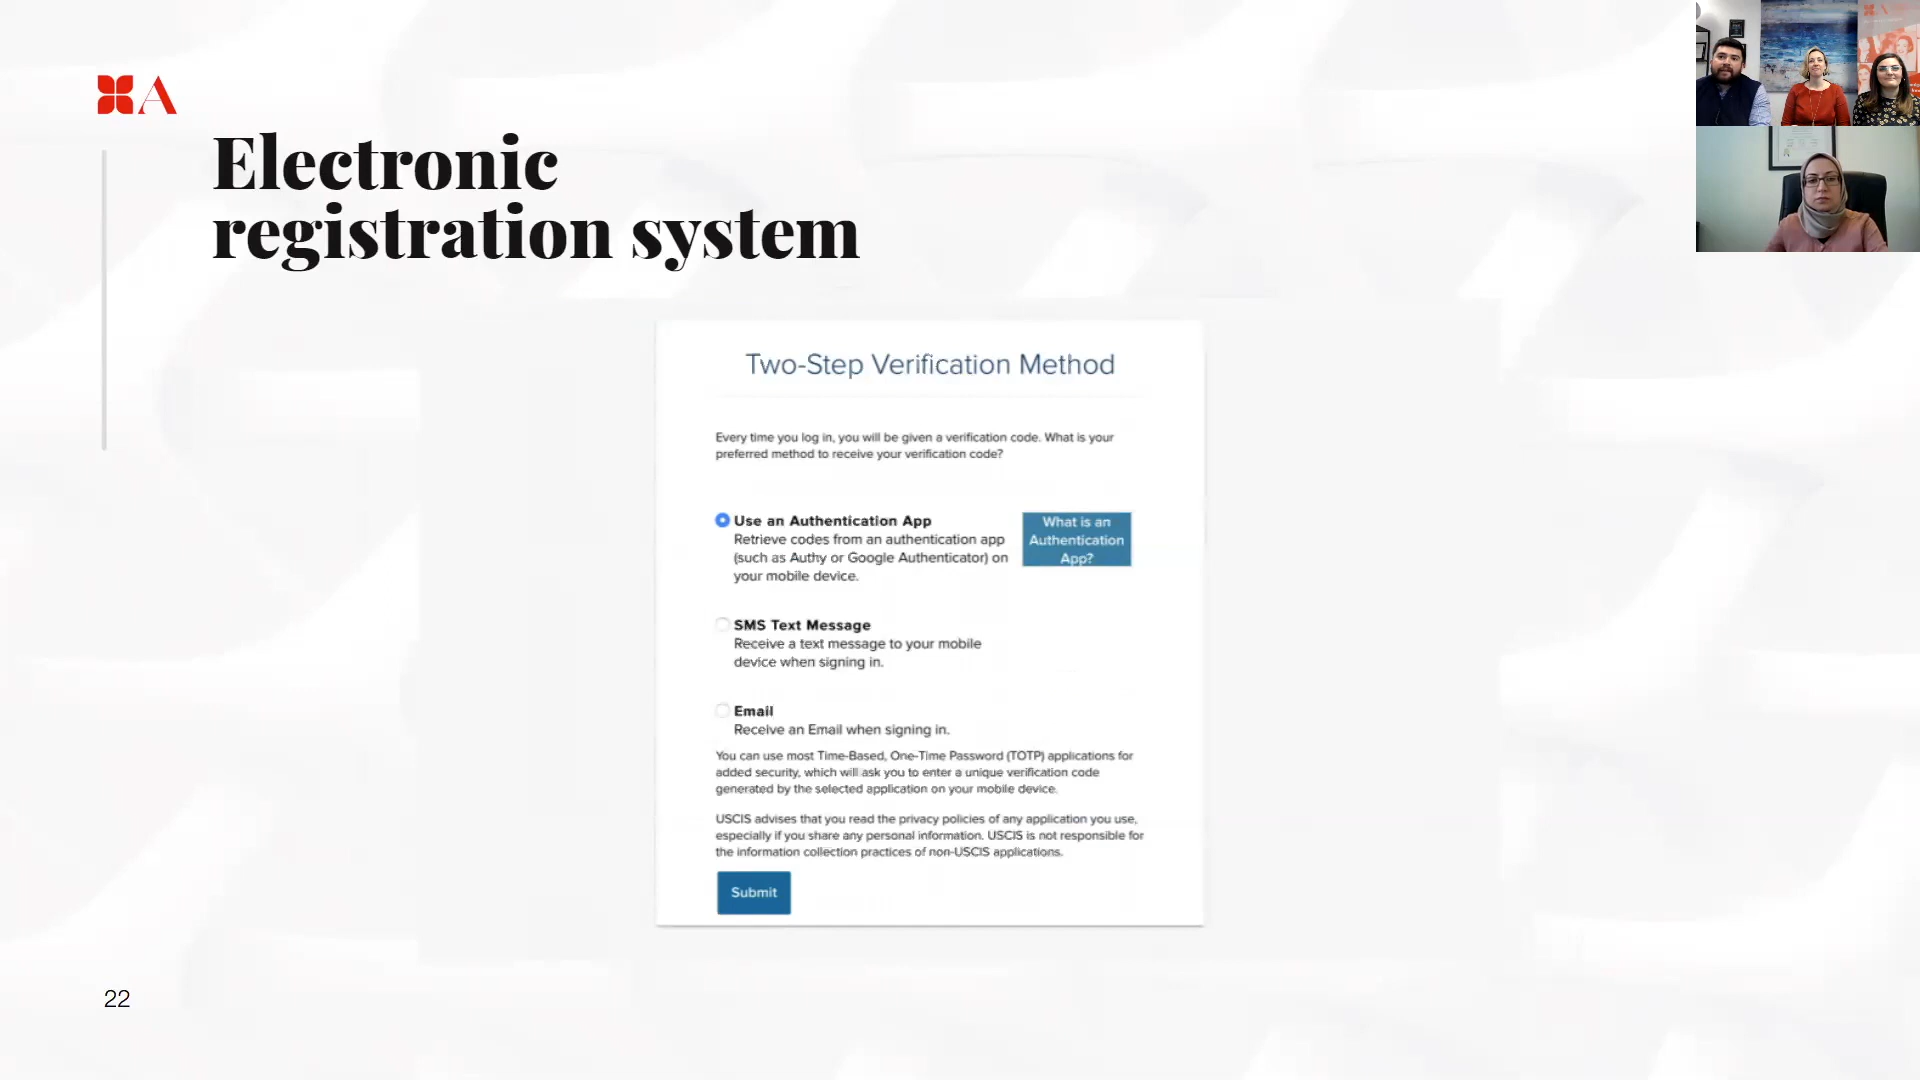 A
Electronic
registration system
Two-Step Verification Method
Every time you log in, you will be given a verification code. What is your
preferred method to receive your verification code?
Use an Authentication App
Retrieve codes from an authentication app
(such as Authy or Google Authenticator) on
your mobile device.
What is an
Authentication
App?
SMS Text Message
Receive a text message to your mobile
device when signing in.
Email
Receive an Email when signing in.
You can use most Time-Based, One-Time Password (TOTP) applications for
added security, which will ask you to enter a unique verification code
generated by the selected application on your mobile device.
USCIS advises that you read the privacy policies of any application you use,
especially if you share any personal information. USCIS is not responsible for
the information collection practices of non-USCIS applications.
Submit
22